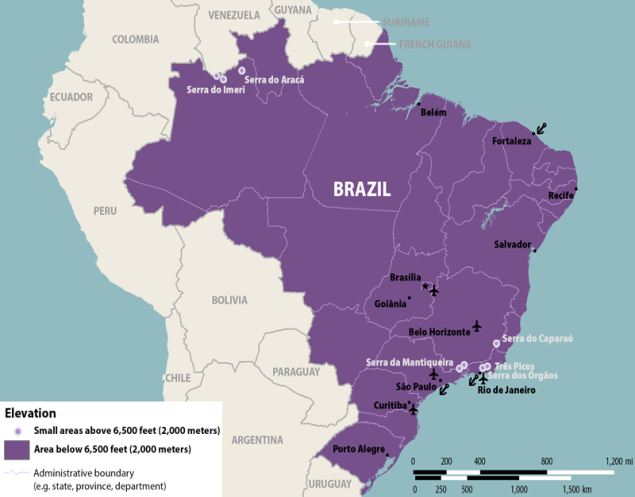 GUYANA
VENEZUELA
SURINAME
COLOMBIA
FRENCH GUIANA
Serra do Aracá
Serra do Imeri
ECUADOR
Belém
Fortaleza
BRAZIL
Recife
PERU
Salvador
Brasília
BOLIVIA
Goiânia
Belo Horizonte
Serra do Caparaó
Serra da Mantiqueira
Três Picos
PARAGUAY
Serra dos Órgãos
CHILE
São Paulo
Rio de Janeiro
Curitiba
Elevation
Small areas above 6,500 feet (2,000 meters)
ARGENTINA
Area below 6,500 feet (2,000 meters)
Porto Alegre
0 400 800 1,200 mi
Administrative boundary
(e.g. state, province, department)
URUGUAY
0 250 500 1,000 1,500 km